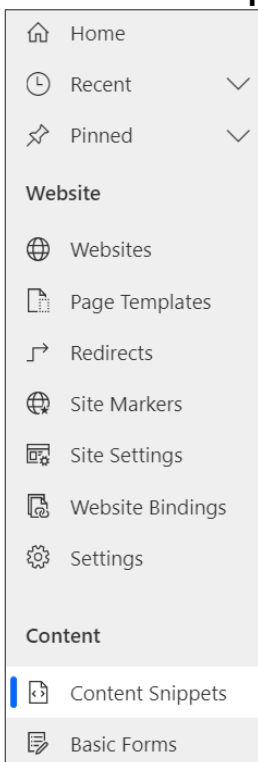 Home
Recent
Pinned
Website
Websites
Page Templates
Redirects
Site Markers
Site Settings
Website Bindings
Settings
Content
Content Snippets
Basic Forms